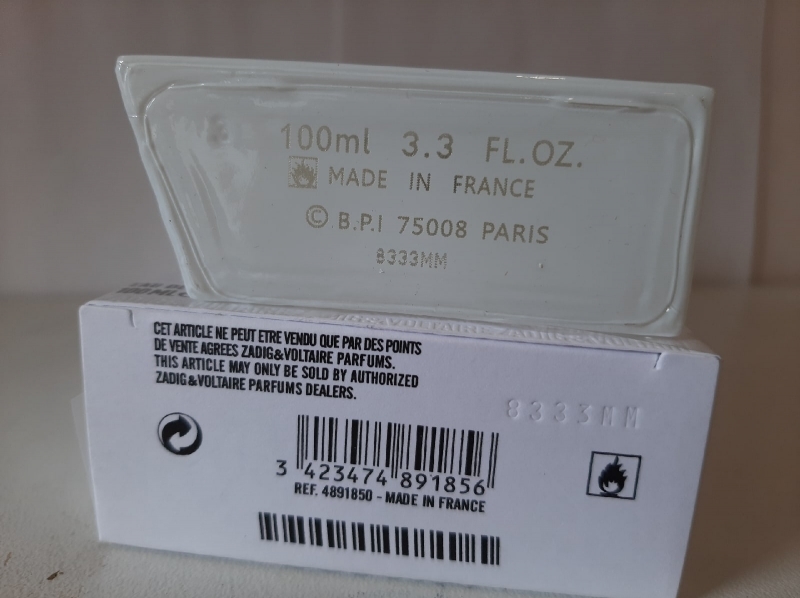 100ml 3.3 FL.OZ.
MADE IN FRANCE
© B.P.I 75008 PARIS
8333MM
CET ARTICLE NE PEUT ETRE VENDU QUE PAR DES POINTS
DE VENTE AGREES ZADIG&VOLTAIRE PARFUMS.
THIS ARTICLE MAY ONLY BE SOLD BY AUTHORIZED
ZADIG&VOLTAIRE PARFUMS DEALERS.
8333MM
3 423474 891856
REF. 4891850 - MADE IN FRANCE